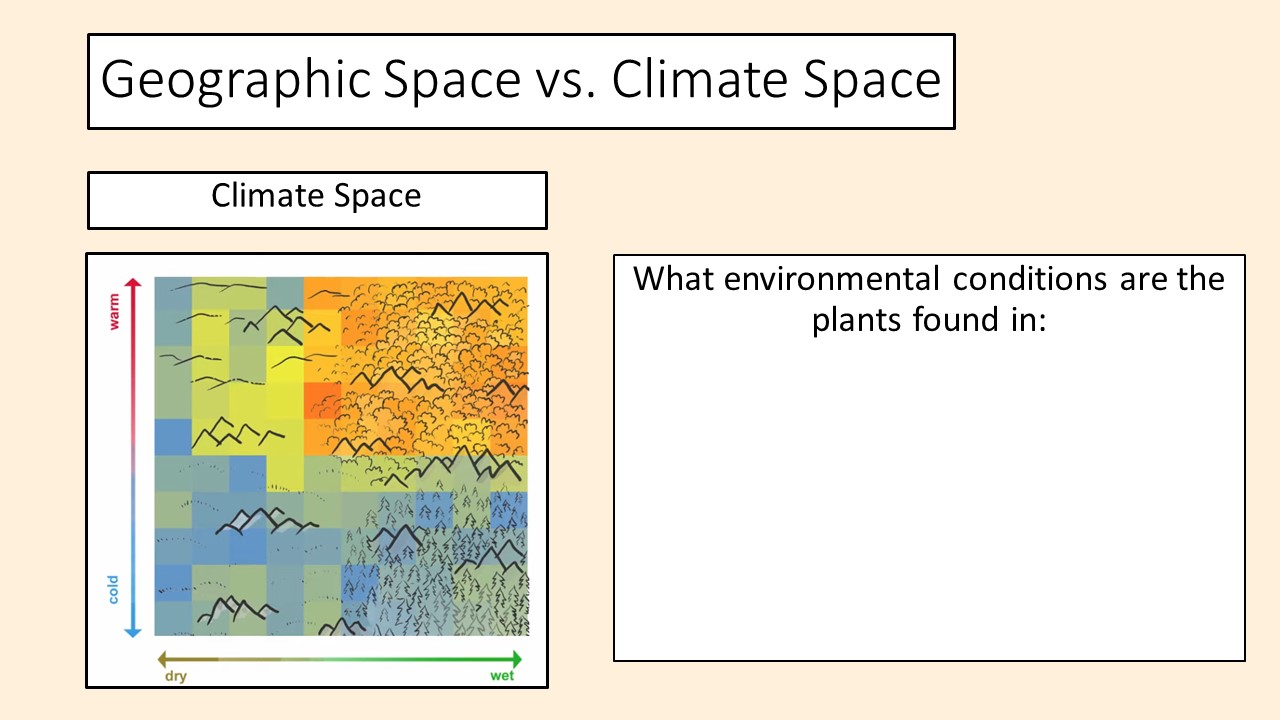 Geographic Space vs. Climate Space
Climate Space
warm
cold
dry
wet
What environmental conditions are the
plants found in: